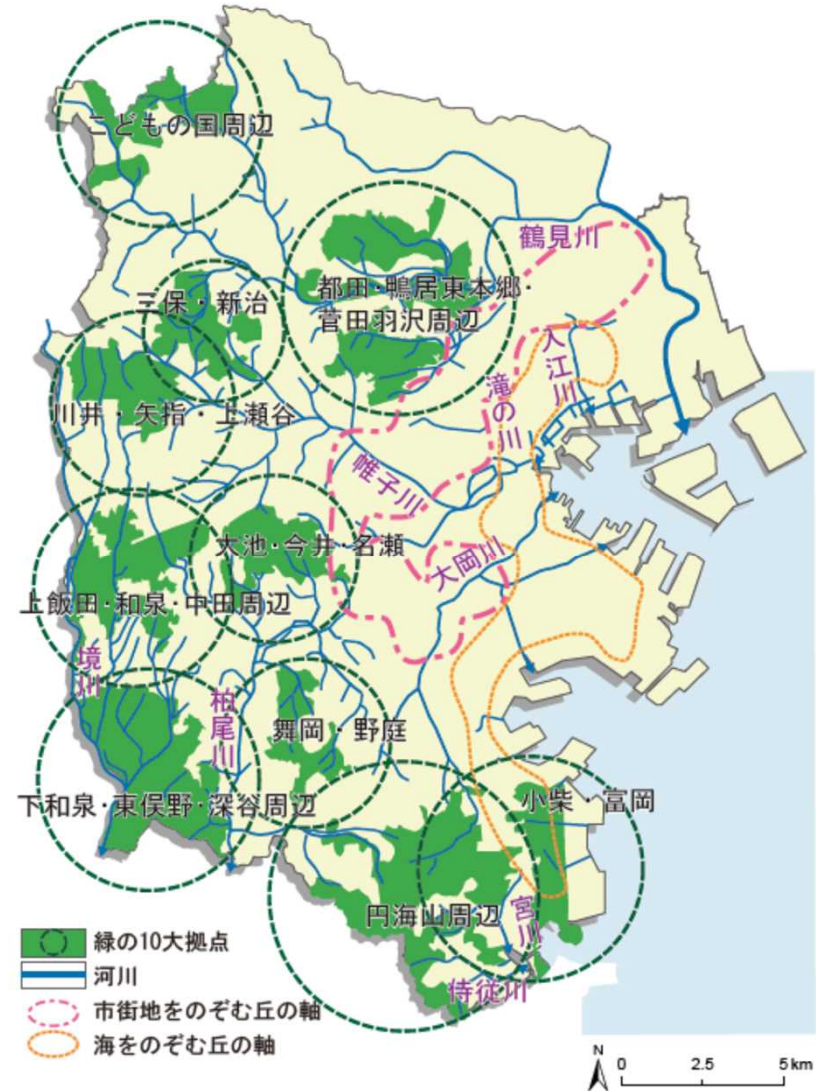 こどもの国周辺
鶴見川
都田・鴨居東本郷・
菅田羽沢周辺
三保・新治
入江川
滝の川
川井・矢指・上瀬谷
帷子川
大池・今井・名瀬
大岡川
上飯田・和泉・中田周辺
境川
柏尾川
舞岡・野庭
下和泉・東俣野・深谷周辺
小柴・富岡
円海山周辺
宮川
侍従川
緑の10大拠点
河川
市街地をのぞむ丘の軸
海をのぞむ丘の軸
N
0 2.5 5 km